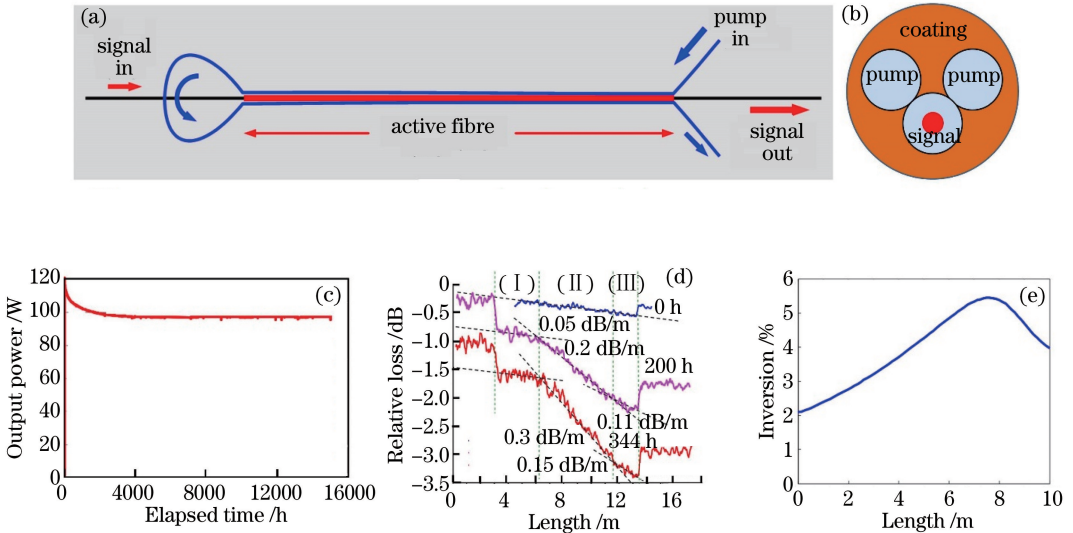 (a)
signal
in
pump
in
active fibre
signal
out
(b)
coating
pump
pump
signal
(c)
Output power /W
120
100
80
60
40
20
0
0
4000
8000
12000
16000
Elapsed time /h
(d)
(Ⅰ)
(Ⅱ)
(Ⅲ)
Relative loss /dB
0
−0.5
−1.0
−1.5
−2.0
−2.5
−3.0
−3.5
0 h
0.05 dB/m
0.2 dB/m
200 h
0.11 dB/m
0.3 dB/m
344 h
0.15 dB/m
0
4
8
12
16
Length /m
(e)
Inversion /%
6
5
4
3
2
1
0
0
2
4
6
8
10
Length /m